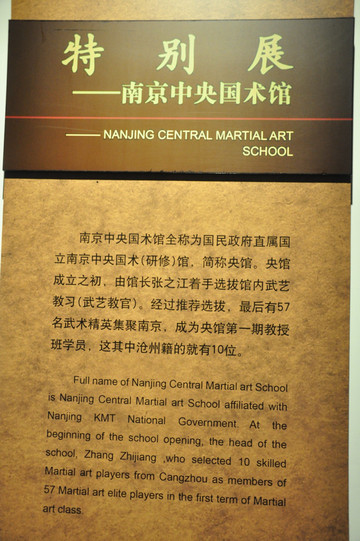 特别展
——南京中央国术馆
—— NANJING CENTRAL MARTIAL ART
SCHOOL
南京中央国术馆全称为国民政府直属国
立南京中央国术(研修)馆，简称央馆。央馆
成立之初，由馆长张之江着手选拔馆内武艺
教习(武艺教官)。经过推荐选拔，最后有57
名武术精英集聚南京，成为央馆第一期教授
班学员，这其中沧州籍的就有10位。
Full name of Nanjing Central Martial art School
is Nanjing Central Martial art School affiliated with
Nanjing KMT National Government. At the
beginning of the school opening, the head of the
school, Zhang Zhijiang ,who selected 10 skilled
Martial art players from Cangzhou as members of
57 Martial art elite players in the first term of Martial
art class.